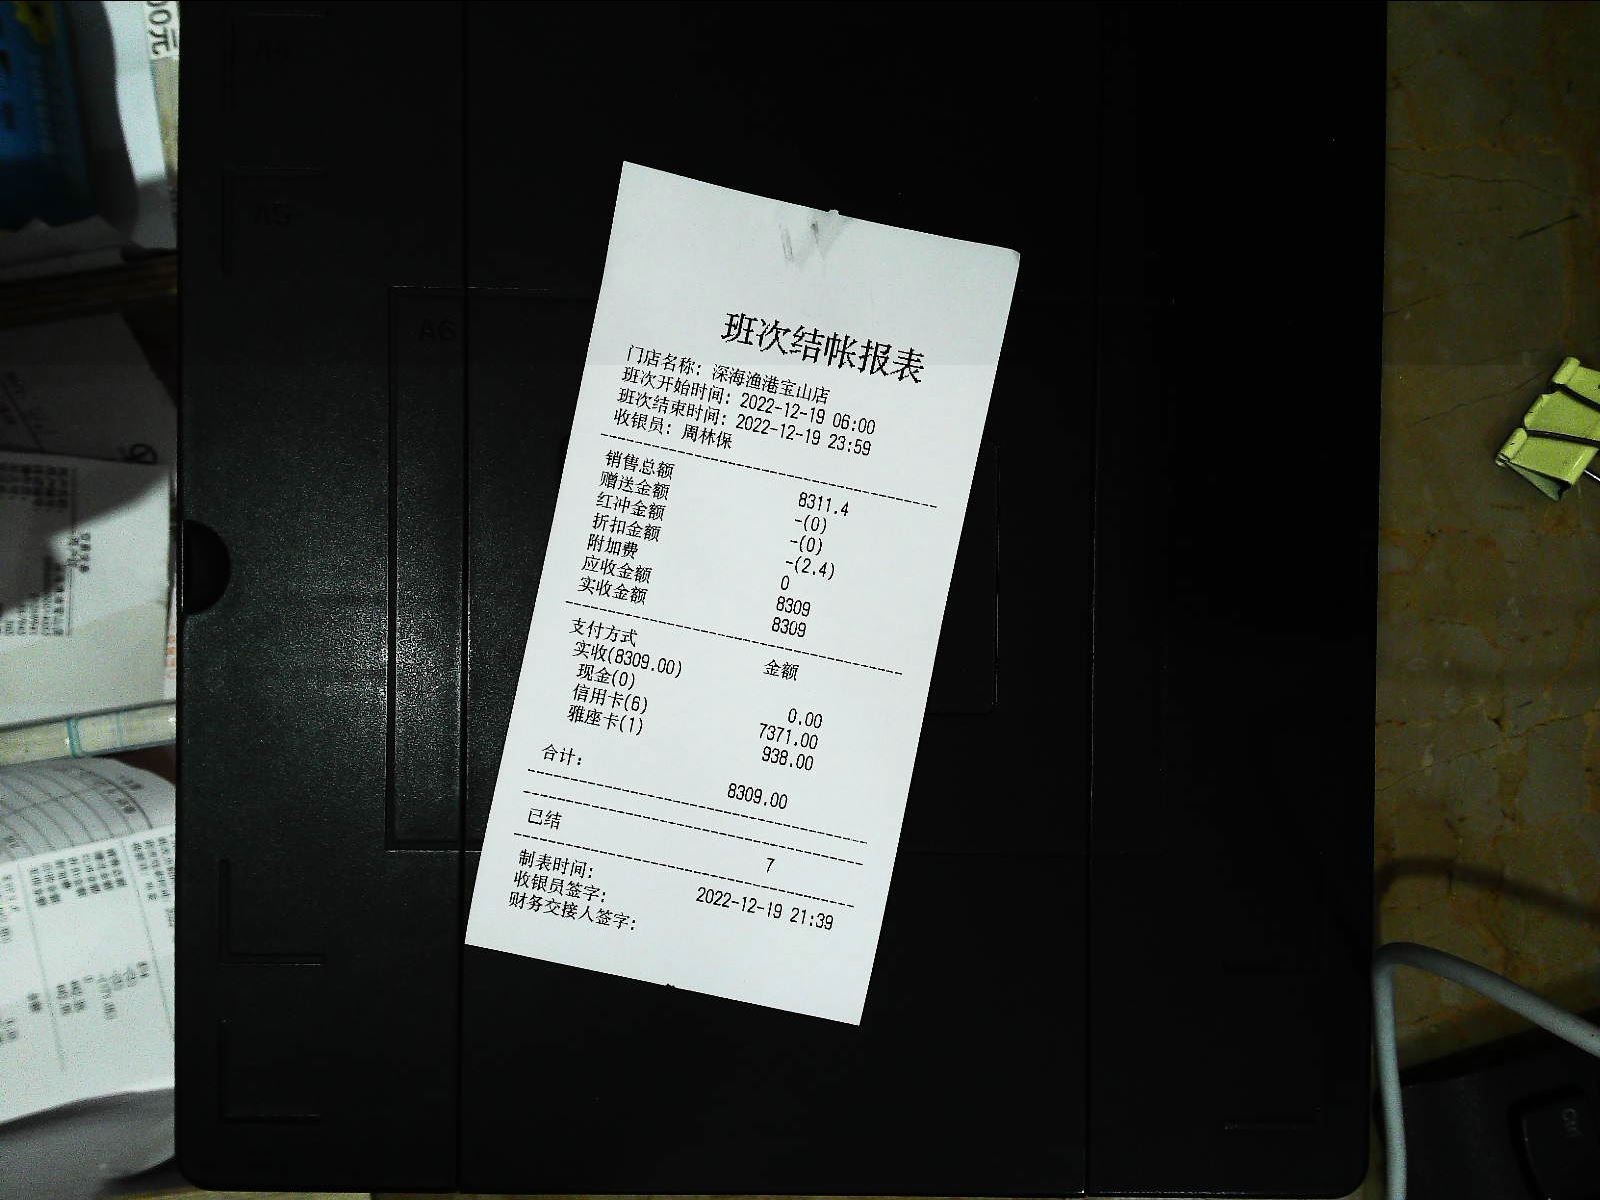 00元
A5
A6
班次结帐报表
门店名称: 深海渔港宝山店
班次开始时间: 2022-12-19 06:00
班次结束时间: 2022-12-19 23:59
收银员: 周林保
销售总额 8311.4
赠送金额 -(0)
红冲金额 -(0)
折扣金额 -(2.4)
附加费 0
应收金额 8309
实收金额 8309
支付方式 金额
实收(8309.00)
现金(0) 0.00
信用卡(6) 7371.00
雅座卡(1) 938.00
合计: 8309.00
已结 7
制表时间: 2022-12-19 21:39
收银员签字:
财务交接人签字: